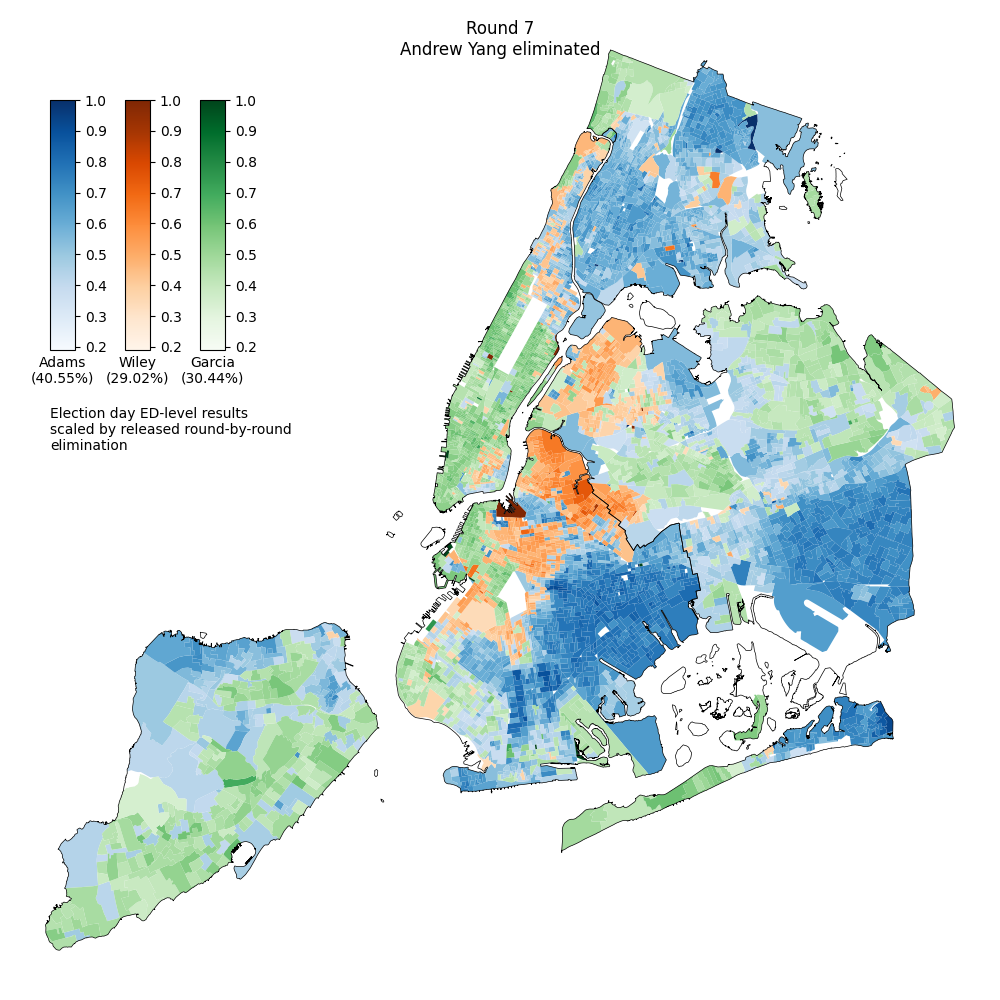 Round 7
Andrew Yang eliminated
1.0 1.0 1.0
0.9 0.9 0.9
0.8 0.8 0.8
0.7 0.7 0.7
0.6 0.6 0.6
0.5 0.5 0.5
0.4 0.4 0.4
0.3 0.3 0.3
0.2 0.2 0.2
Adams Wiley Garcia
(40.55%) (29.02%) (30.44%)
Election day ED-level results
scaled by released round-by-round
elimination